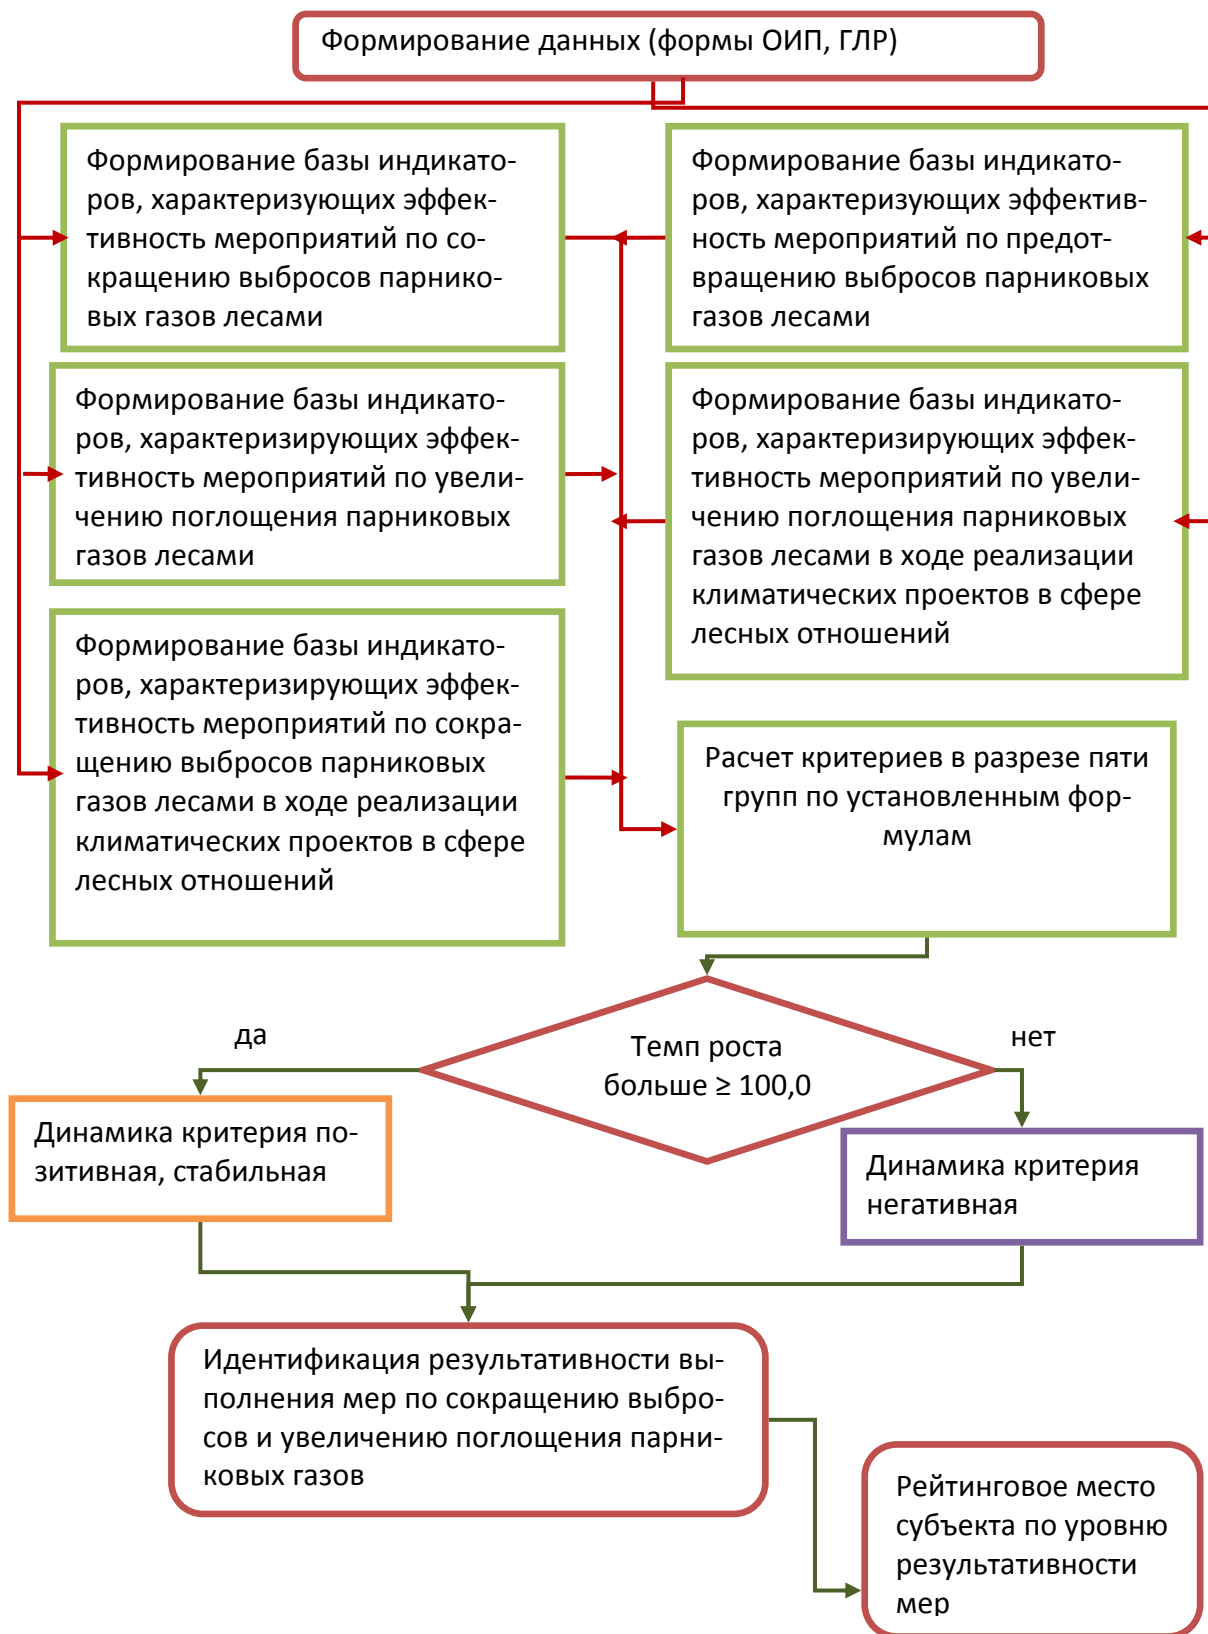 Формирование данных (формы ОИП, ГЛР)
Формирование базы индикато-
ров, характеризующих эффек-
тивность мероприятий по со-
кращению выбросов парнико-
вых газов лесами
Формирование базы индикато-
ров, характеризующих эффектив-
ность мероприятий по предот-
вращению выбросов парниковых
газов лесами
Формирование базы индикато-
ров, характеризирующих эффек-
тивность мероприятий по увели-
чению поглощения парниковых
газов лесами
Формирование базы индикато-
ров, характеризирующих эффек-
тивность мероприятий по увели-
чению поглощения парниковых
газов лесами в ходе реализации
климатических проектов в сфере
лесных отношений
Формирование базы индикато-
ров, характеризирующих эффек-
тивность мероприятий по сокра-
щению выбросов парниковых
газов лесами в ходе реализации
климатических проектов в сфере
лесных отношений
Расчет критериев в разрезе пяти
групп по установленным фор-
мулам
да
Темп роста
больше ≥ 100,0
нет
Динамика критерия по-
зитивная, стабильная
Динамика критерия
негативная
Идентификация результативности вы-
полнения мер по сокращению выбро-
сов и увеличению поглощения парни-
ковых газов
Рейтинговое место
субъекта по уровню
результативности
мер